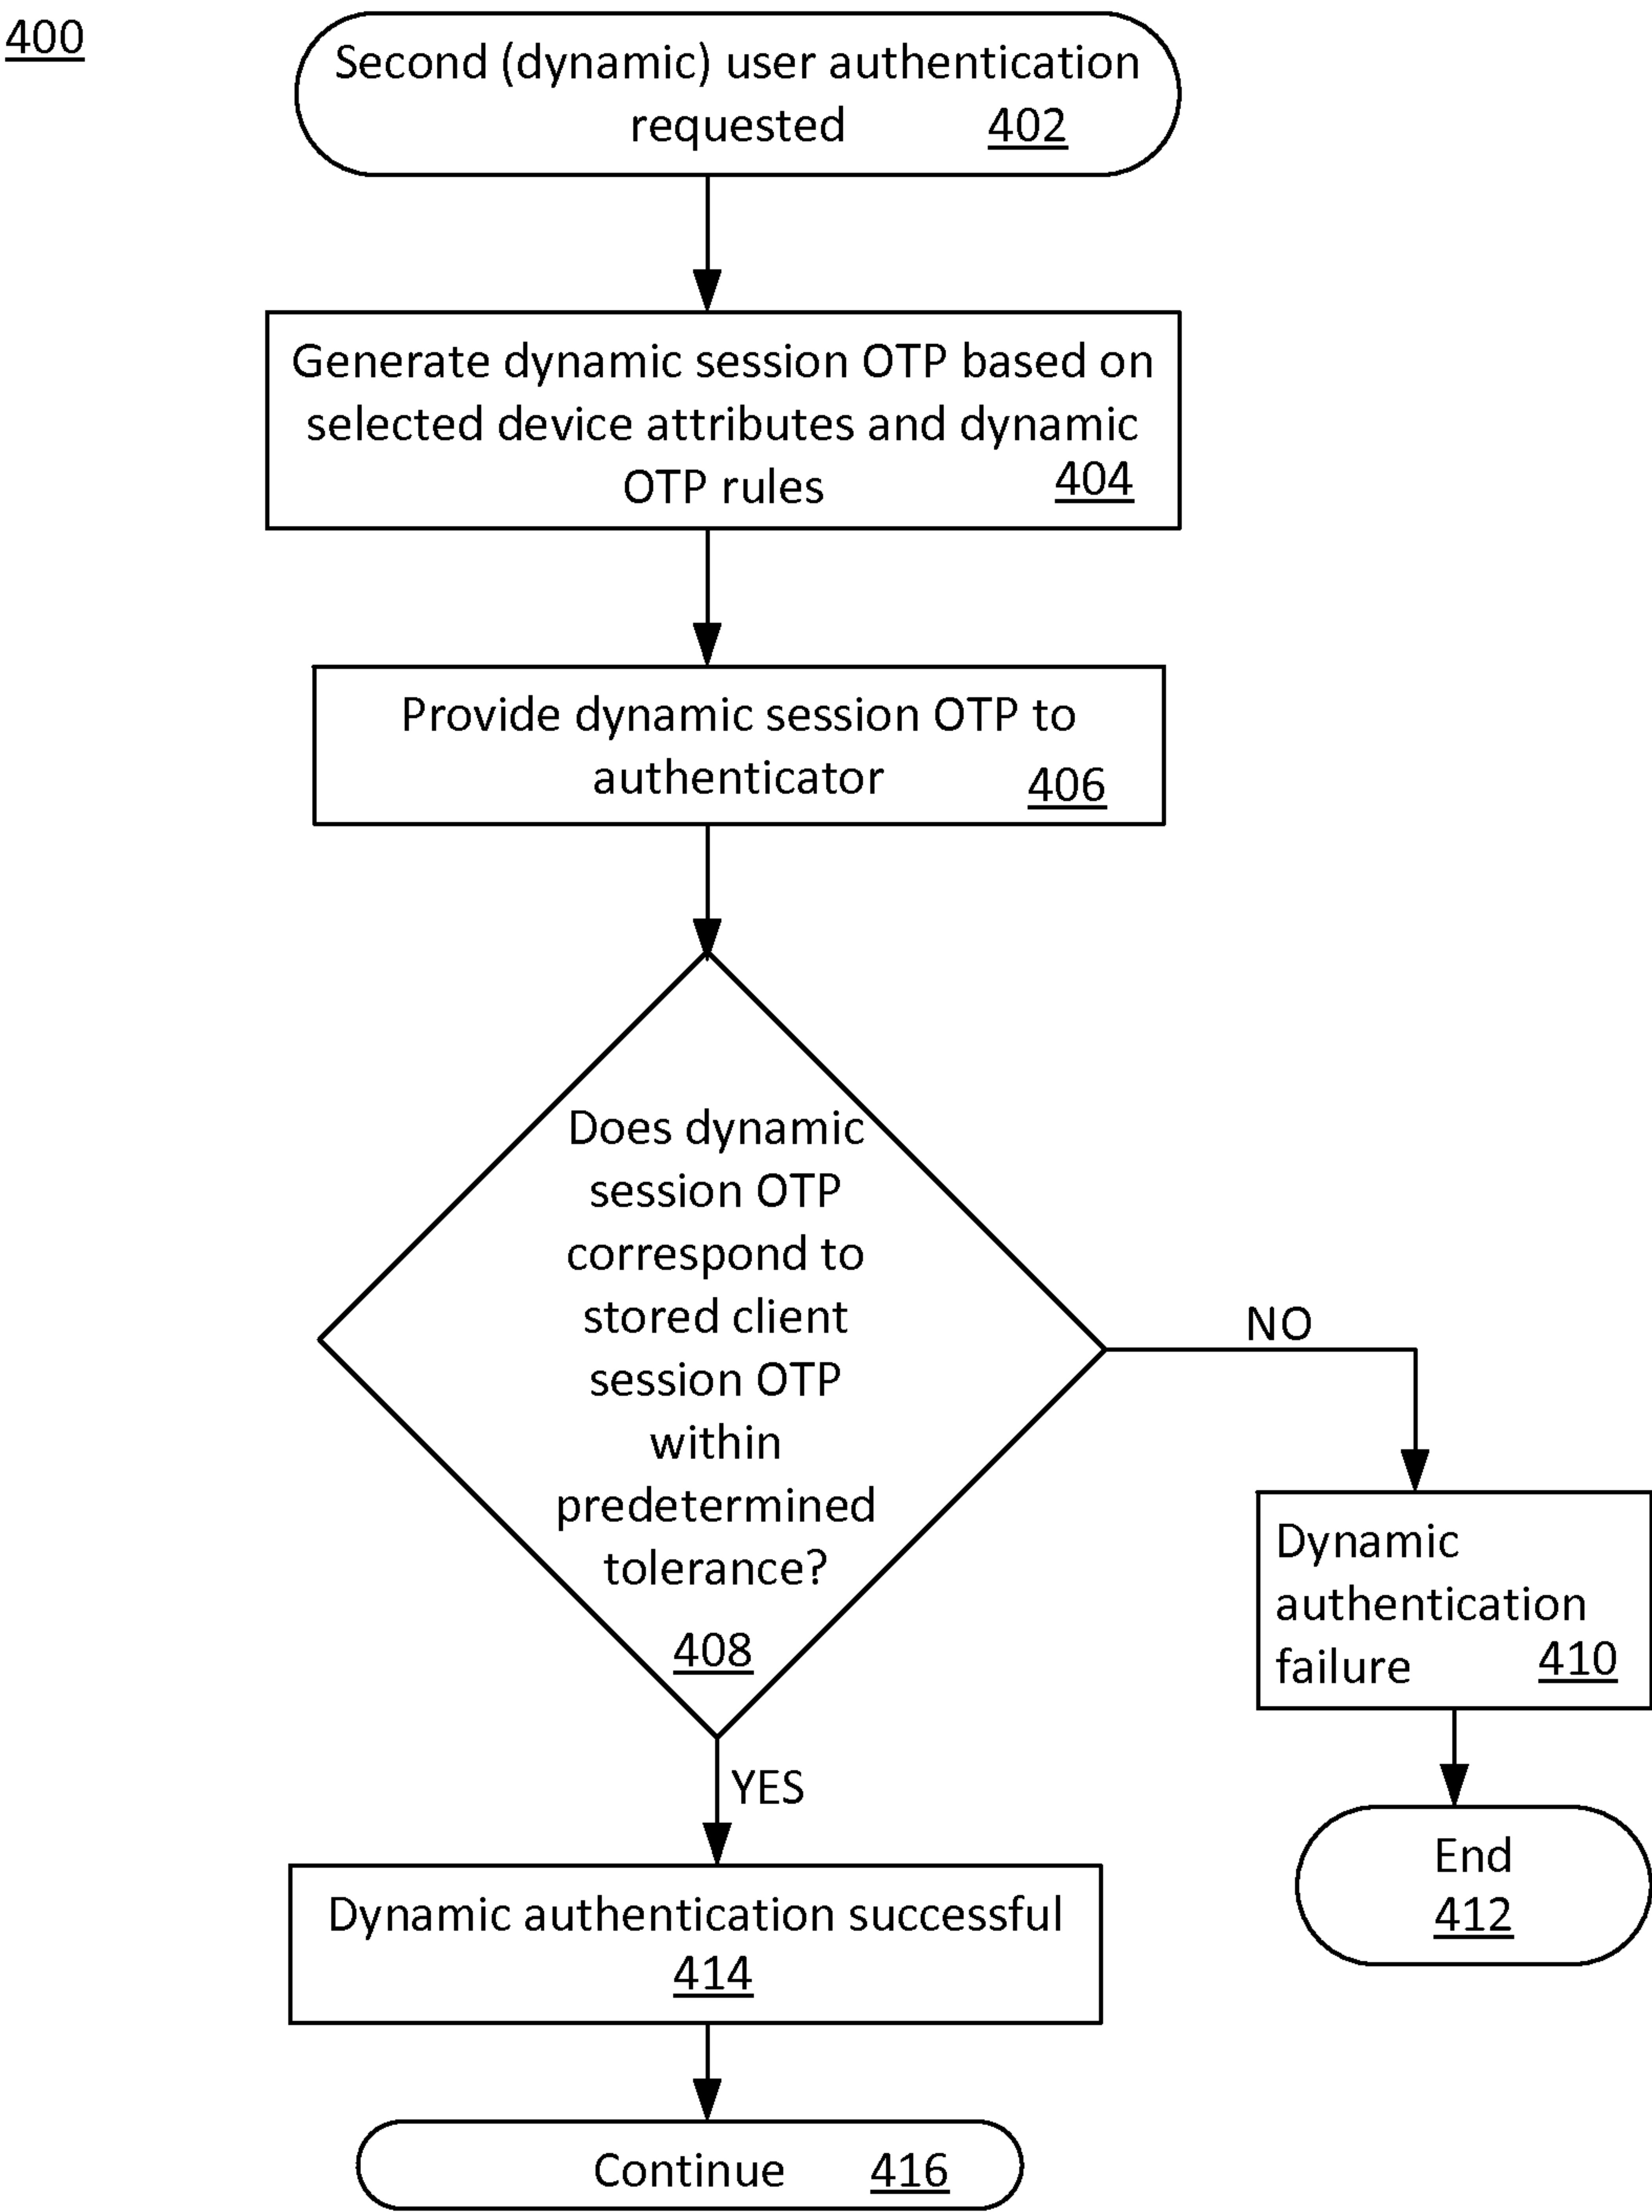 400
Second (dynamic) user authentication
requested 402
Generate dynamic session OTP based on
selected device attributes and dynamic
OTP rules 404
Provide dynamic session OTP to
authenticator 406
Does dynamic
session OTP
correspond to
stored client
session OTP
within
predetermined
tolerance?
408
NO
Dynamic
authentication
failure 410
End
412
YES
Dynamic authentication successful
414
Continue 416